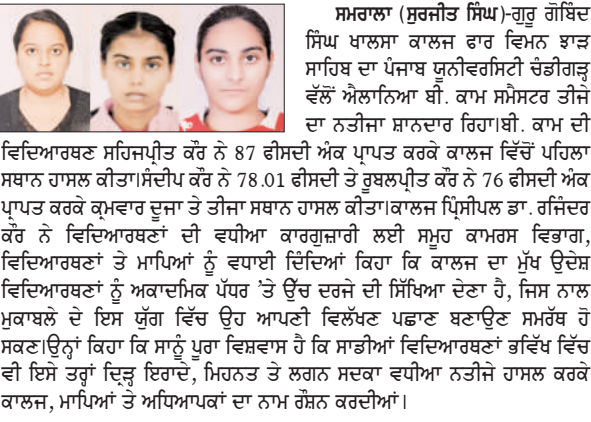 ਸਮਰਾਲਾ (ਸੁਰਜੀਤ ਸਿੰਘ)-ਗੁਰੂ ਗੋਬਿੰਦ
ਸਿੰਘ ਖਾਲਸਾ ਕਾਲਜ ਫਾਰ ਵਿਮਨ ਝਾੜ
ਸਾਹਿਬ ਦਾ ਪੰਜਾਬ ਯੂਨੀਵਰਸਿਟੀ ਚੰਡੀਗੜ੍ਹ
ਵੱਲੋਂ ਐਲਾਨਿਆ ਬੀ. ਕਾਮ ਸਮੈਸਟਰ ਤੀਜੇ
ਦਾ ਨਤੀਜਾ ਸ਼ਾਨਦਾਰ ਰਿਹਾ।ਬੀ. ਕਾਮ ਦੀ
ਵਿਦਿਆਰਥਣ ਸਹਿਜਪ੍ਰੀਤ ਕੌਰ ਨੇ 87 ਫੀਸਦੀ ਅੰਕ ਪ੍ਰਾਪਤ ਕਰਕੇ ਕਾਲਜ ਵਿੱਚੋਂ ਪਹਿਲਾ
ਸਥਾਨ ਹਾਸਲ ਕੀਤਾ।ਸੰਦੀਪ ਕੌਰ ਨੇ 78.01 ਫੀਸਦੀ ਤੇ ਰੂਬਲਪ੍ਰੀਤ ਕੌਰ ਨੇ 76 ਫੀਸਦੀ ਅੰਕ
ਪ੍ਰਾਪਤ ਕਰਕੇ ਕ੍ਰਮਵਾਰ ਦੂਜਾ ਤੇ ਤੀਜਾ ਸਥਾਨ ਹਾਸਲ ਕੀਤਾ।ਕਾਲਜ ਪ੍ਰਿੰਸੀਪਲ ਡਾ. ਰਜਿੰਦਰ
ਕੌਰ ਨੇ ਵਿਦਿਆਰਥਣਾਂ ਦੀ ਵਧੀਆ ਕਾਰਗੁਜ਼ਾਰੀ ਲਈ ਸਮੂਹ ਕਾਮਰਸ ਵਿਭਾਗ,
ਵਿਦਿਆਰਥਣਾਂ ਤੇ ਮਾਪਿਆਂ ਨੂੰ ਵਧਾਈ ਦਿੰਦਿਆਂ ਕਿਹਾ ਕਿ ਕਾਲਜ ਦਾ ਮੁੱਖ ਉਦੇਸ਼
ਵਿਦਿਆਰਥਣਾਂ ਨੂੰ ਅਕਾਦਮਿਕ ਪੱਧਰ 'ਤੇ ਉੱਚ ਦਰਜੇ ਦੀ ਸਿੱਖਿਆ ਦੇਣਾ ਹੈ, ਜਿਸ ਨਾਲ
ਮੁਕਾਬਲੇ ਦੇ ਇਸ ਯੁੱਗ ਵਿੱਚ ਉਹ ਆਪਣੀ ਵਿਲੱਖਣ ਪਛਾਣ ਬਣਾਉਣ ਸਮਰੱਥ ਹੋ
ਸਕਣ।ਉਨ੍ਹਾਂ ਕਿਹਾ ਕਿ ਸਾਨੂੰ ਪੂਰਾ ਵਿਸ਼ਵਾਸ ਹੈ ਕਿ ਸਾਡੀਆਂ ਵਿਦਿਆਰਥਣਾਂ ਭਵਿੱਖ ਵਿੱਚ
ਵੀ ਇਸੇ ਤਰ੍ਹਾਂ ਦ੍ਰਿੜ੍ਹ ਇਰਾਦੇ, ਮਿਹਨਤ ਤੇ ਲਗਨ ਸਦਕਾ ਵਧੀਆ ਨਤੀਜੇ ਹਾਸਲ ਕਰਕੇ
ਕਾਲਜ, ਮਾਪਿਆਂ ਤੇ ਅਧਿਆਪਕਾਂ ਦਾ ਨਾਮ ਰੌਸ਼ਨ ਕਰਦੀਆਂ।